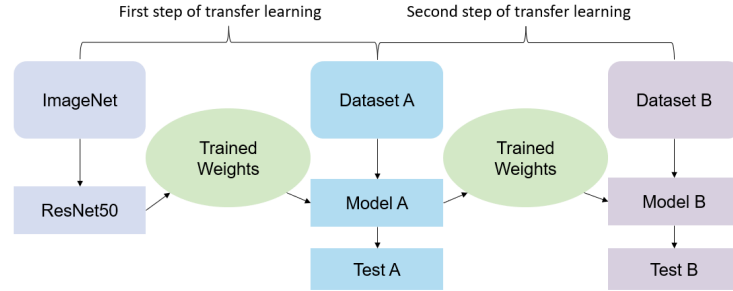 First step of transfer learning
Second step of transfer learning
ImageNet
Dataset A
Dataset B
Trained
Weights
Trained
Weights
ResNet50
Model A
Model B
Test A
Test B